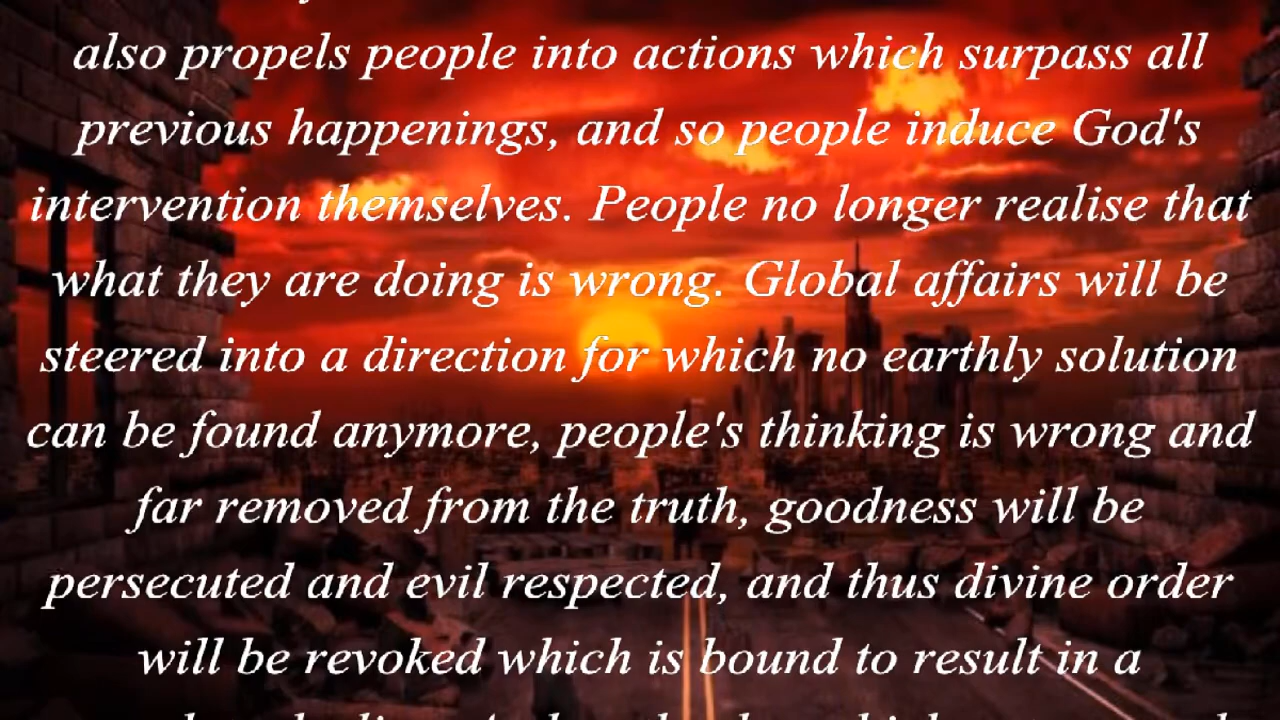 also propels people into actions which surpass all
previous happenings, and so people induce God's
intervention themselves. People no longer realise that
what they are doing is wrong. Global affairs will be
steered into a direction for which no earthly solution
can be found anymore, people's thinking is wrong and
far removed from the truth, goodness will be
persecuted and evil respected, and thus divine order
will be revoked which is bound to result in a